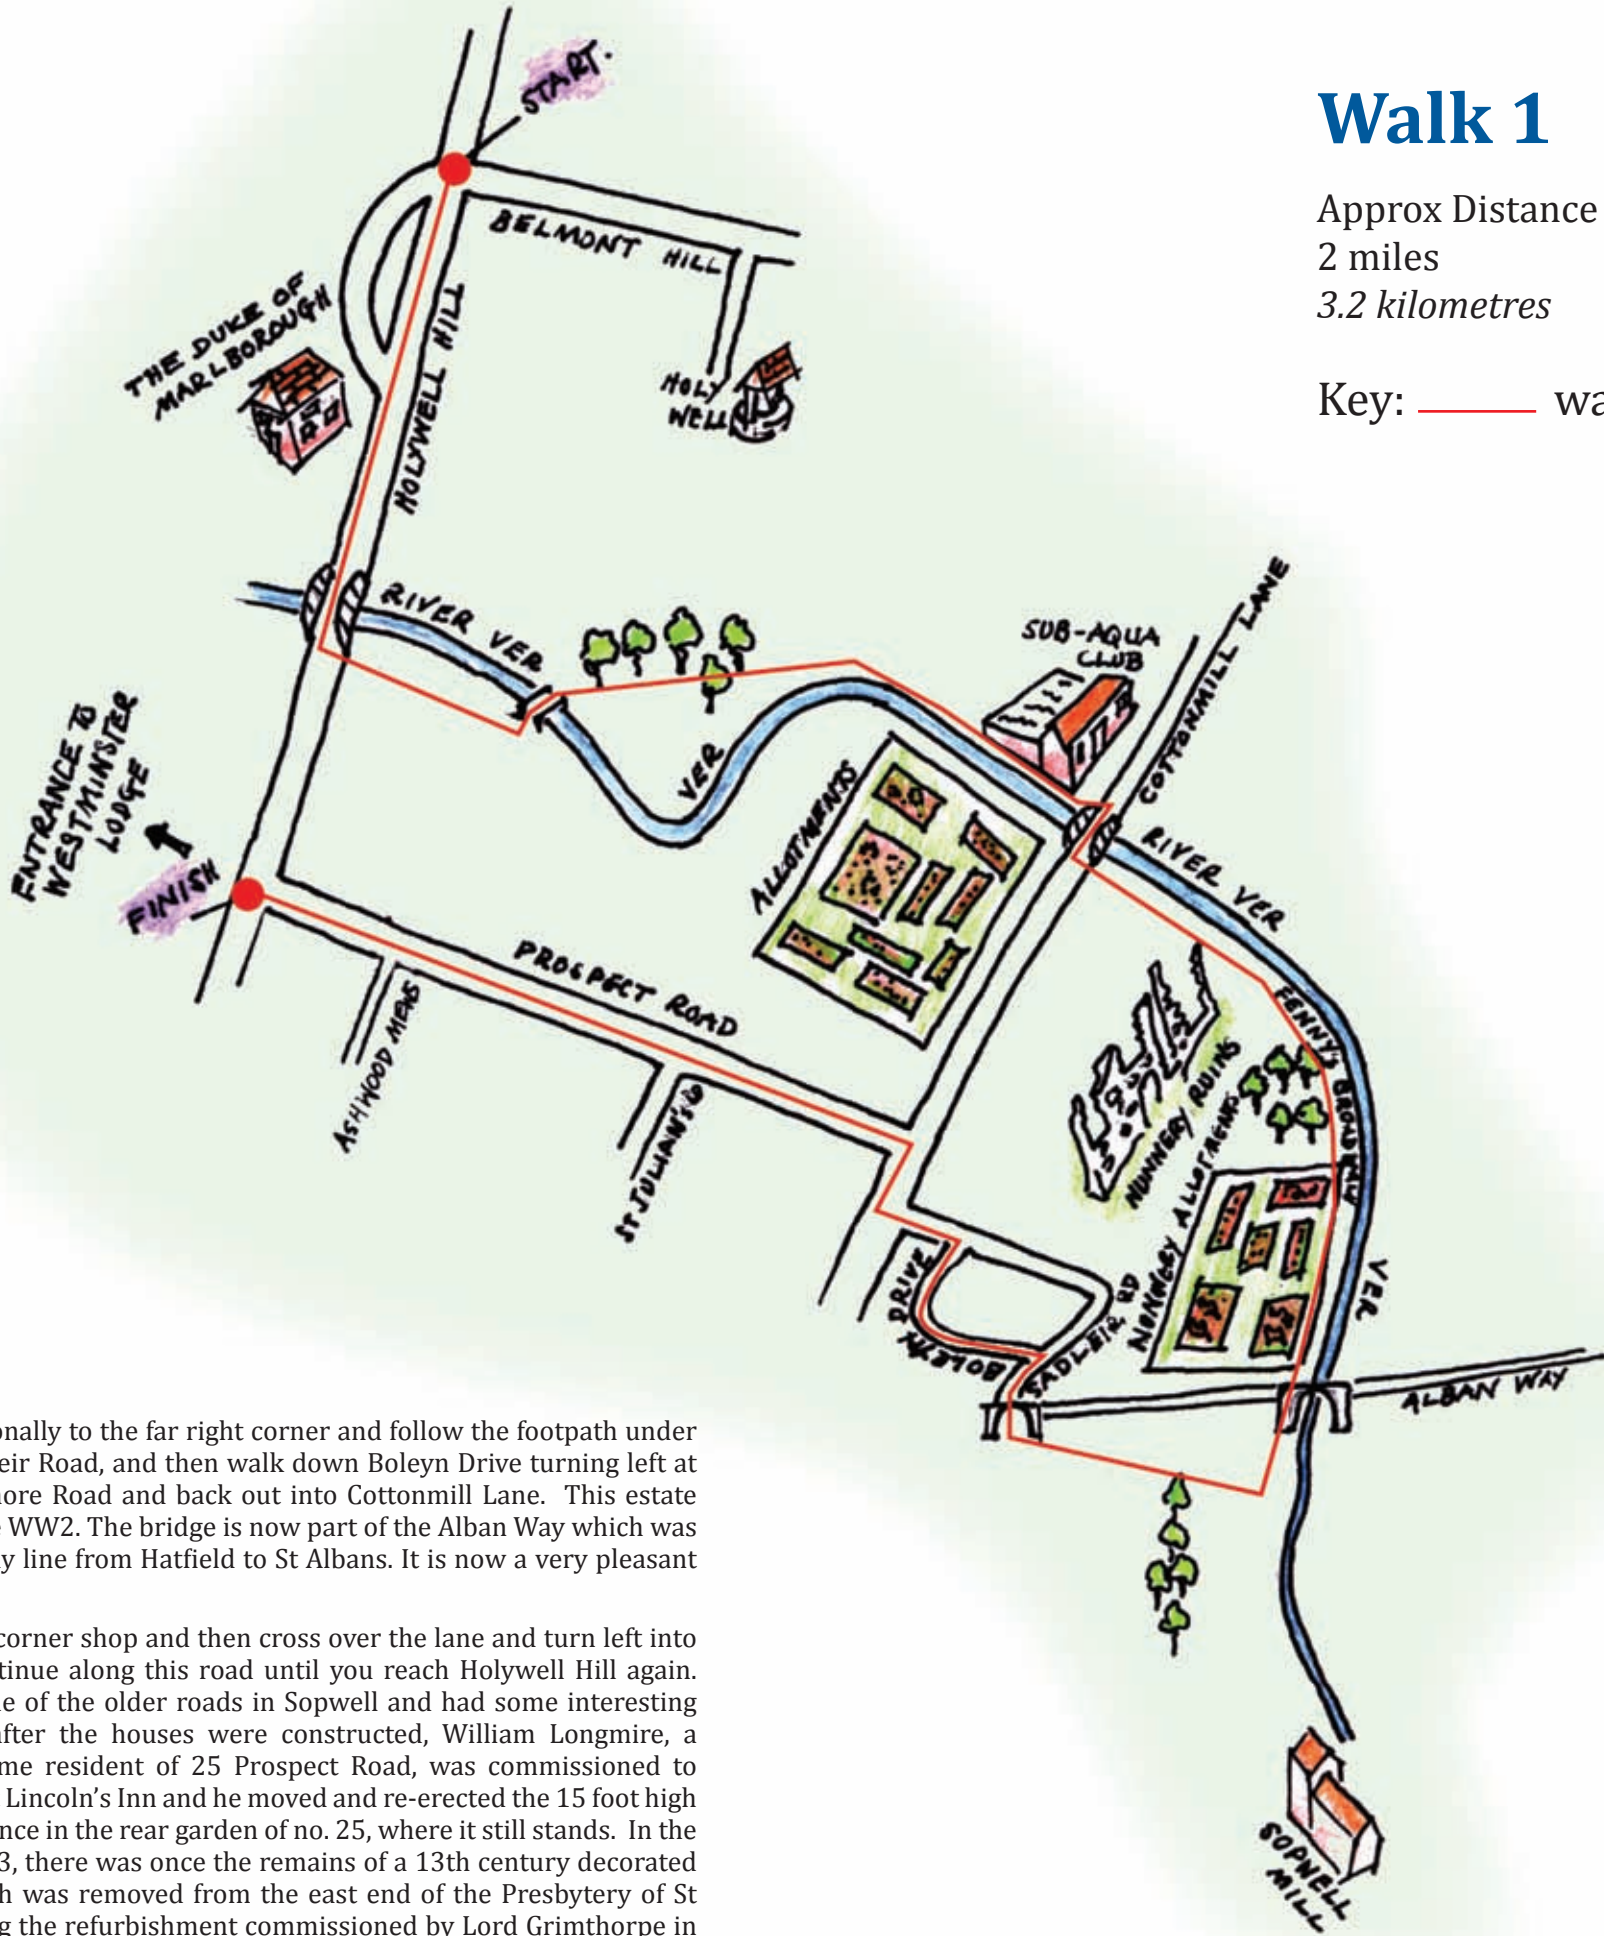 START.
Walk 1
Approx Distance
2 miles
3.2 kilometres
Key:
BELMONT HILL
THE DUKE OF
MARLBOROUGH
HOLYWELL HILL
HOLY
WELL
RIVER VER
SUB-AQUA
CLUB
COTTONMILL LANE
ENTRANCE TO
WESTMINSTER
LODGE
FINISH
VER
ALLOTMENTS
RIVER VER
PROSPECT ROAD
ASHWOOD MEWS
ST JULIAN'S
NUNNERY RUINS
FENNY'S BROADWAY
NUNNERY ALLOTMENTS
VER
BOLEYN DRIVE
SADLEIR RD
ALBAN WAY
SOPWELL
MILL
onally to the far right corner and follow the footpath under
eir Road, and then walk down Boleyn Drive turning left at
ore Road and back out into Cottonmill Lane. This estate
e WW2. The bridge is now part of the Alban Way which was
y line from Hatfield to St Albans. It is now a very pleasant
corner shop and then cross over the lane and turn left into
tinue along this road until you reach Holywell Hill again.
e of the older roads in Sopwell and had some interesting
after the houses were constructed, William Longmire, a
me resident of 25 Prospect Road, was commissioned to
Lincoln's Inn and he moved and re-erected the 15 foot high
nce in the rear garden of no. 25, where it still stands. In the
3, there was once the remains of a 13th century decorated
h was removed from the east end of the Presbytery of St
g the refurbishment commissioned by Lord Grimthorpe in